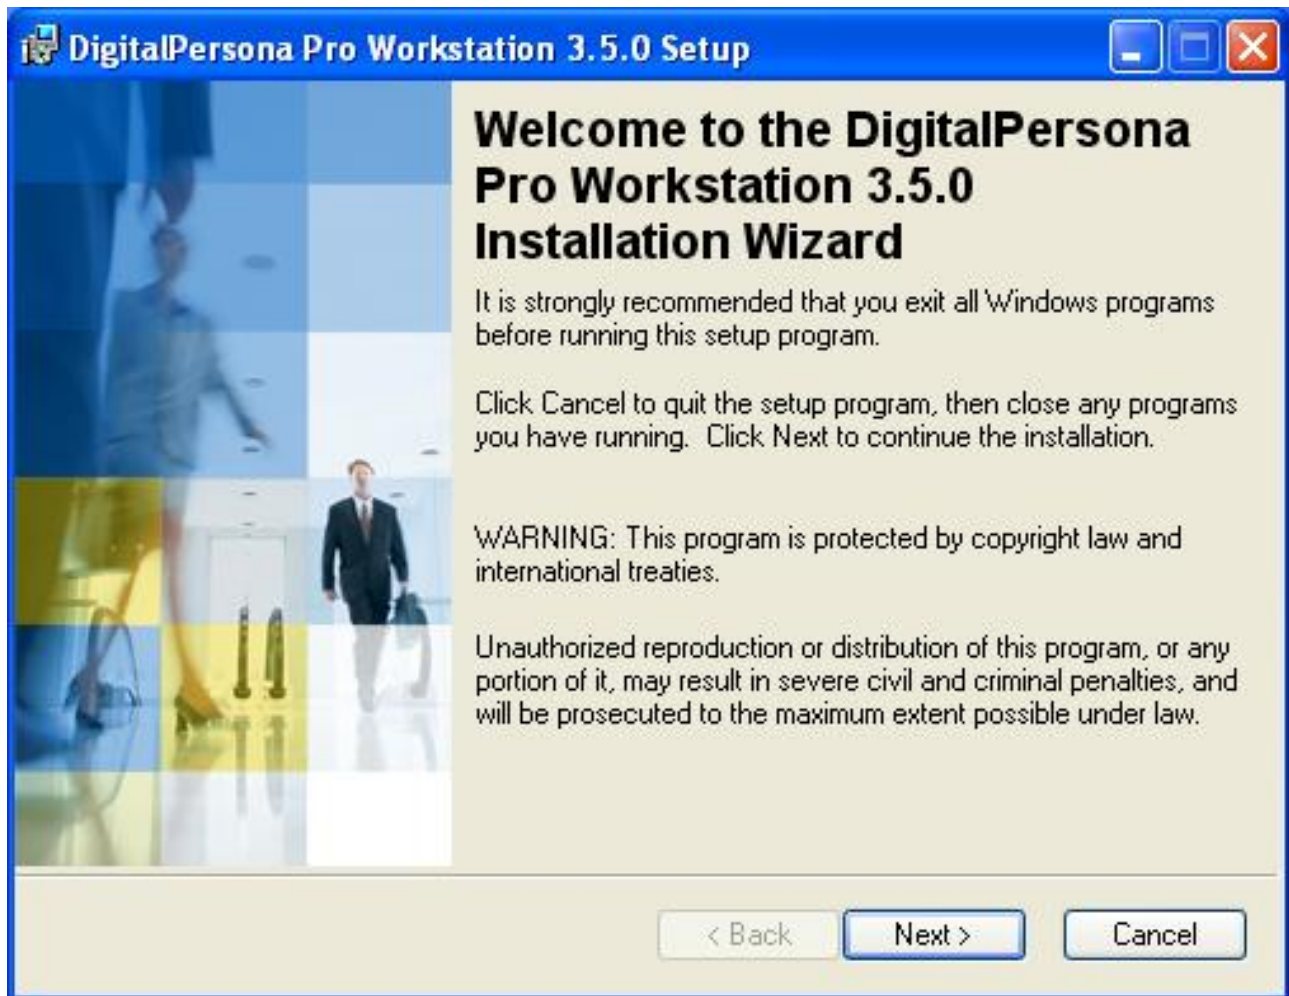 DigitalPersona Pro Workstation 3.5.0 Setup
Welcome to the DigitalPersona
Pro Workstation 3.5.0
Installation Wizard
It is strongly recommended that you exit all Windows programs
before running this setup program.
Click Cancel to quit the setup program, then close any programs
you have running.  Click Next to continue the installation.
WARNING: This program is protected by copyright law and
international treaties.
Unauthorized reproduction or distribution of this program, or any
portion of it, may result in severe civil and criminal penalties, and
will be prosecuted to the maximum extent possible under law.
< Back Next > Cancel